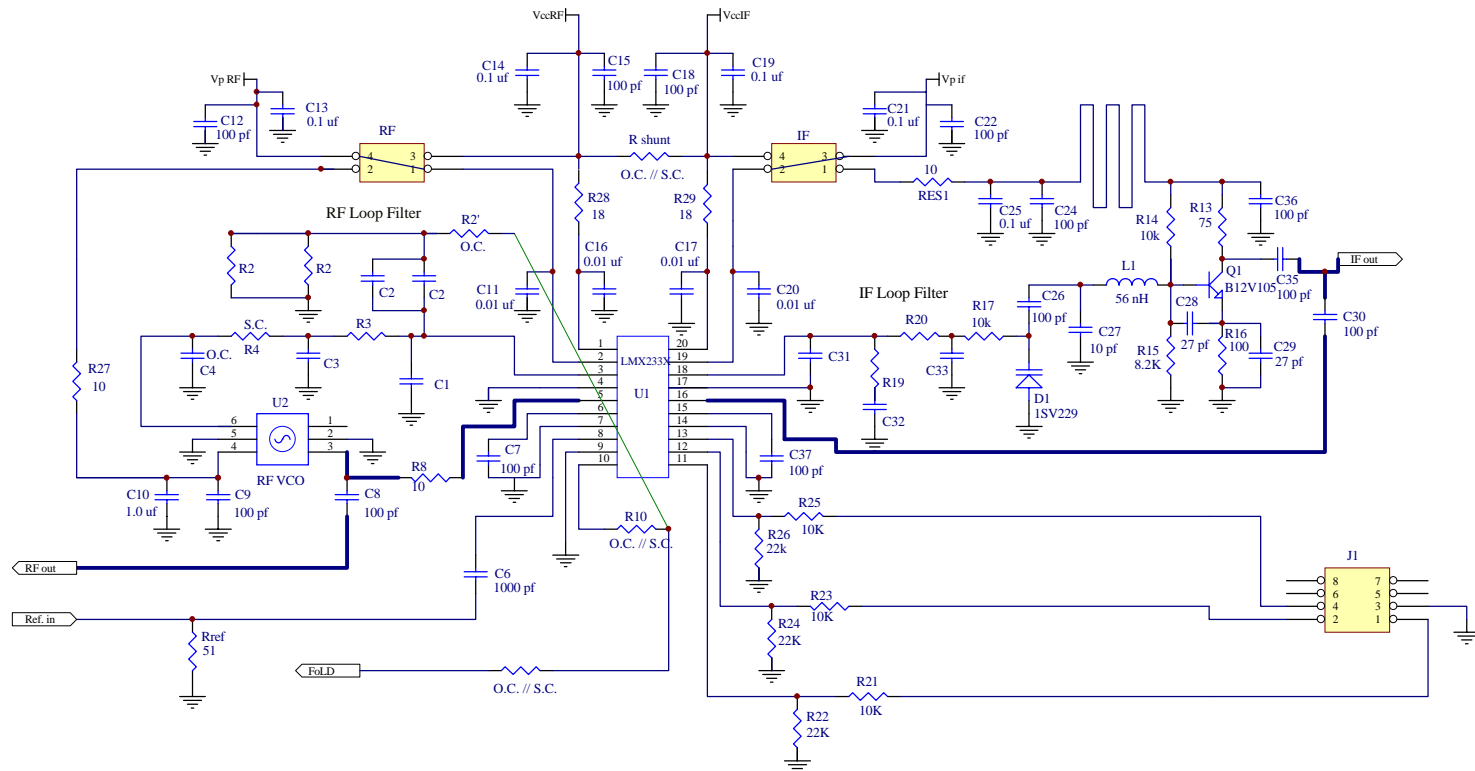 VccRF
VccIF
C14
0.1 uf
C15
100 pf
C18
100 pf
C19
0.1 uf
Vp RF
Vp if
C12
100 pf
C13
0.1 uf
C21
0.1 uf
C22
100 pf
RF
4
3
2
1
R shunt
O.C. // S.C.
IF
4
3
2
1
10
RES1
C25
0.1 uf
C24
100 pf
R14
10k
R13
75
C36
100 pf
R28
18
R29
18
RF Loop Filter
R2'
O.C.
R2
R2
C2
C2
C16
0.01 uf
C17
0.01 uf
C11
0.01 uf
C20
0.01 uf
IF Loop Filter
L1
56 nH
Q1
B12V105
C35
100 pf
IF out
C26
100 pf
C27
10 pf
C28
27 pf
C30
100 pf
S.C.
R4
R3
O.C.
C4
C3
C1
R27
10
LMX233X
U1
1
2
3
4
5
6
7
8
9
10
20
19
18
17
16
15
14
13
12
11
C31
R20
R17
10k
R19
C33
C32
D1
1SV229
R15
8.2K
R16
100
C29
27 pf
U2
6
5
4
1
2
3
RF VCO
C10
1.0 uf
C9
100 pf
C8
100 pf
R8
10
C7
100 pf
C37
100 pf
R10
O.C. // S.C.
R25
10K
R26
22k
RF out
C6
1000 pf
Ref. in
Rref
51
R23
10K
R24
22K
J1
8
7
6
5
4
3
2
1
FoLD
O.C. // S.C.
R21
10K
R22
22K